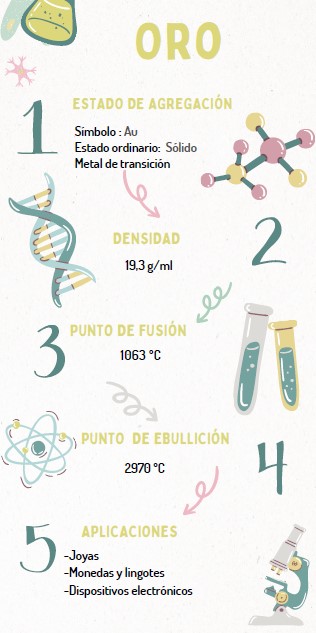 ORO
1
ESTADO DE AGREGACIÓN
Símbolo : Au
Estado ordinario: Sólido
Metal de transición
DENSIDAD
2
19,3 g/ml
3
PUNTO DE FUSIÓN
1063 °C
PUNTO DE EBULLICIÓN
4
2970 °C
5
APLICACIONES
-Joyas
-Monedas y lingotes
-Dispositivos electrónicos